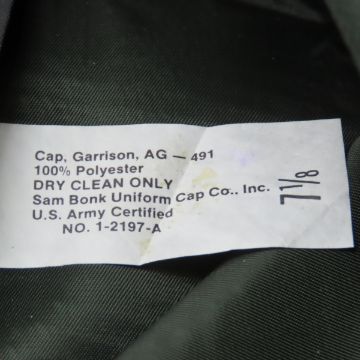 Cap, Garrison, AG — 491
100% Polyester
DRY CLEAN ONLY
Sam Bonk Uniform Cap Co., Inc.
U.S. Army Certified
NO. 1-2197-A
7 1/8